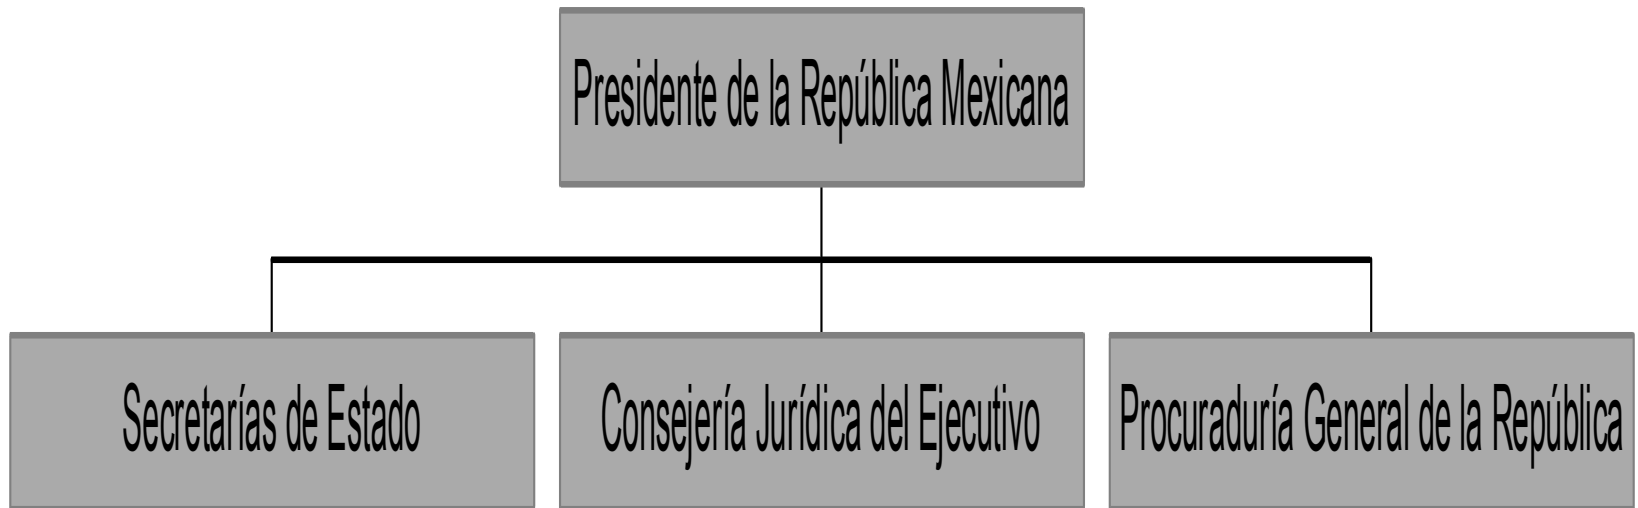 Presidente de la República Mexicana
Secretarías de Estado
Consejería Jurídica del Ejecutivo
Procuraduría General de la República